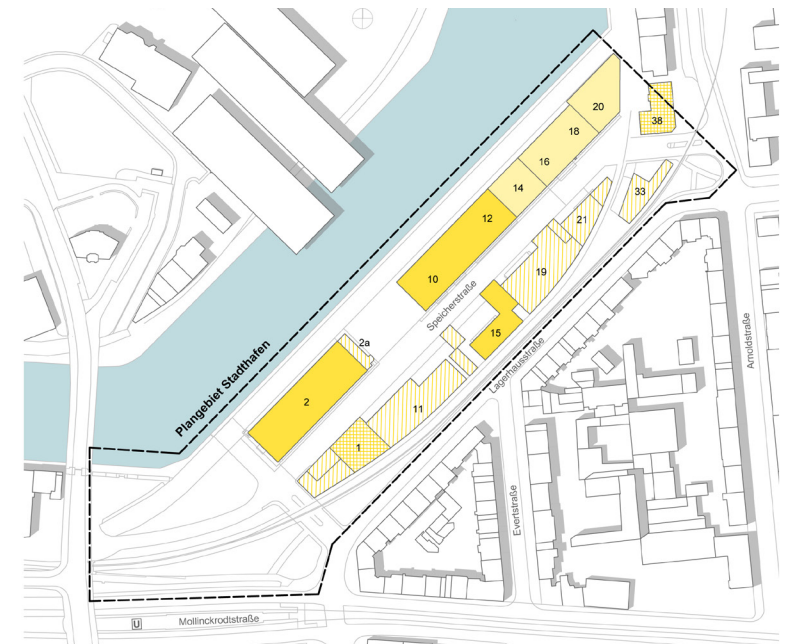 20
38
18
16
14
33
12
21
10
19
Speicherstraße
15
Arnoldstraße
2a
Lagerhausstraße
Plangebiet Stadthafen
2
11
1
Evertstraße
U
Mollinckrodtstraße